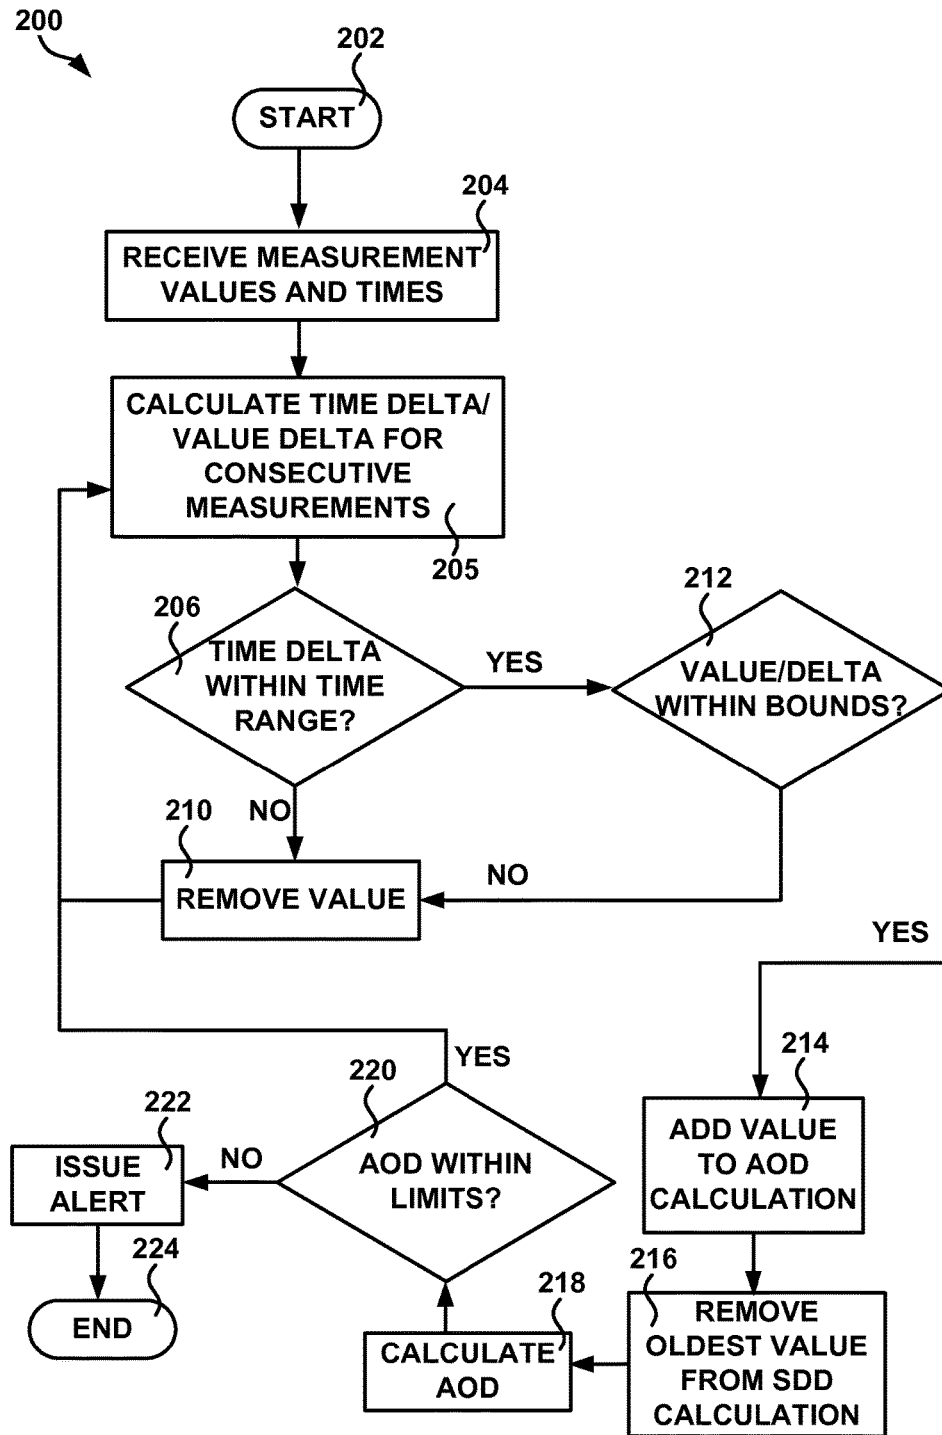 200
202
START
204
RECEIVE MEASUREMENT
VALUES AND TIMES
CALCULATE TIME DELTA/
VALUE DELTA FOR
CONSECUTIVE
MEASUREMENTS
205
206
TIME DELTA
WITHIN TIME
RANGE?
YES
212
VALUE/DELTA
WITHIN BOUNDS?
NO
210
REMOVE VALUE
NO
YES
214
ADD VALUE
TO AOD
CALCULATION
216
REMOVE
OLDEST VALUE
FROM SDD
CALCULATION
218
CALCULATE
AOD
220
AOD WITHIN
LIMITS?
YES
NO
222
ISSUE
ALERT
224
END